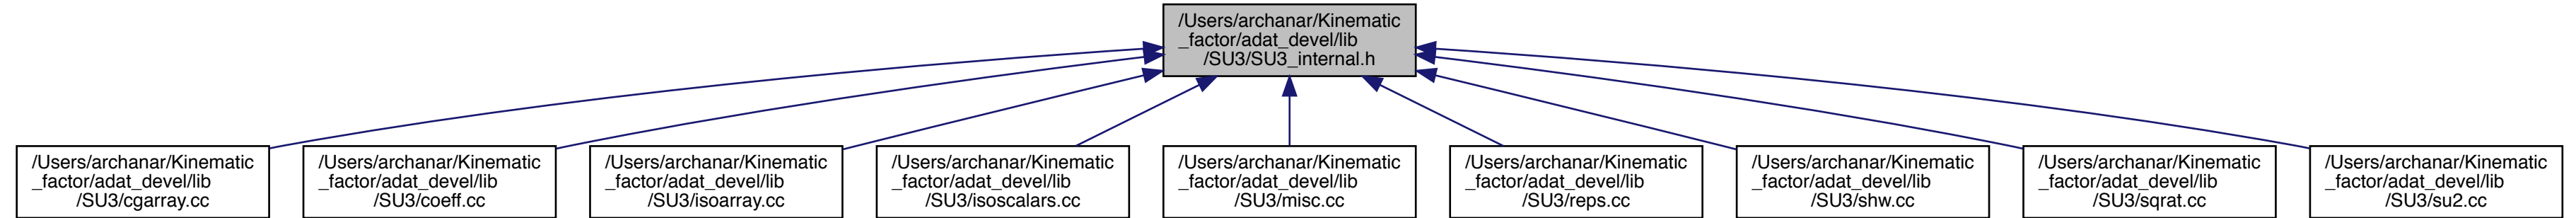 /Users/archanar/Kinematic
_factor/adat_devel/lib
/SU3/SU3_internal.h
/Users/archanar/Kinematic
_factor/adat_devel/lib
/SU3/cgarray.cc
/Users/archanar/Kinematic
_factor/adat_devel/lib
/SU3/coeff.cc
/Users/archanar/Kinematic
_factor/adat_devel/lib
/SU3/isoarray.cc
/Users/archanar/Kinematic
_factor/adat_devel/lib
/SU3/isoscalars.cc
/Users/archanar/Kinematic
_factor/adat_devel/lib
/SU3/misc.cc
/Users/archanar/Kinematic
_factor/adat_devel/lib
/SU3/reps.cc
/Users/archanar/Kinematic
_factor/adat_devel/lib
/SU3/shw.cc
/Users/archanar/Kinematic
_factor/adat_devel/lib
/SU3/sqrat.cc
/Users/archanar/Kinematic
_factor/adat_devel/lib
/SU3/su2.cc